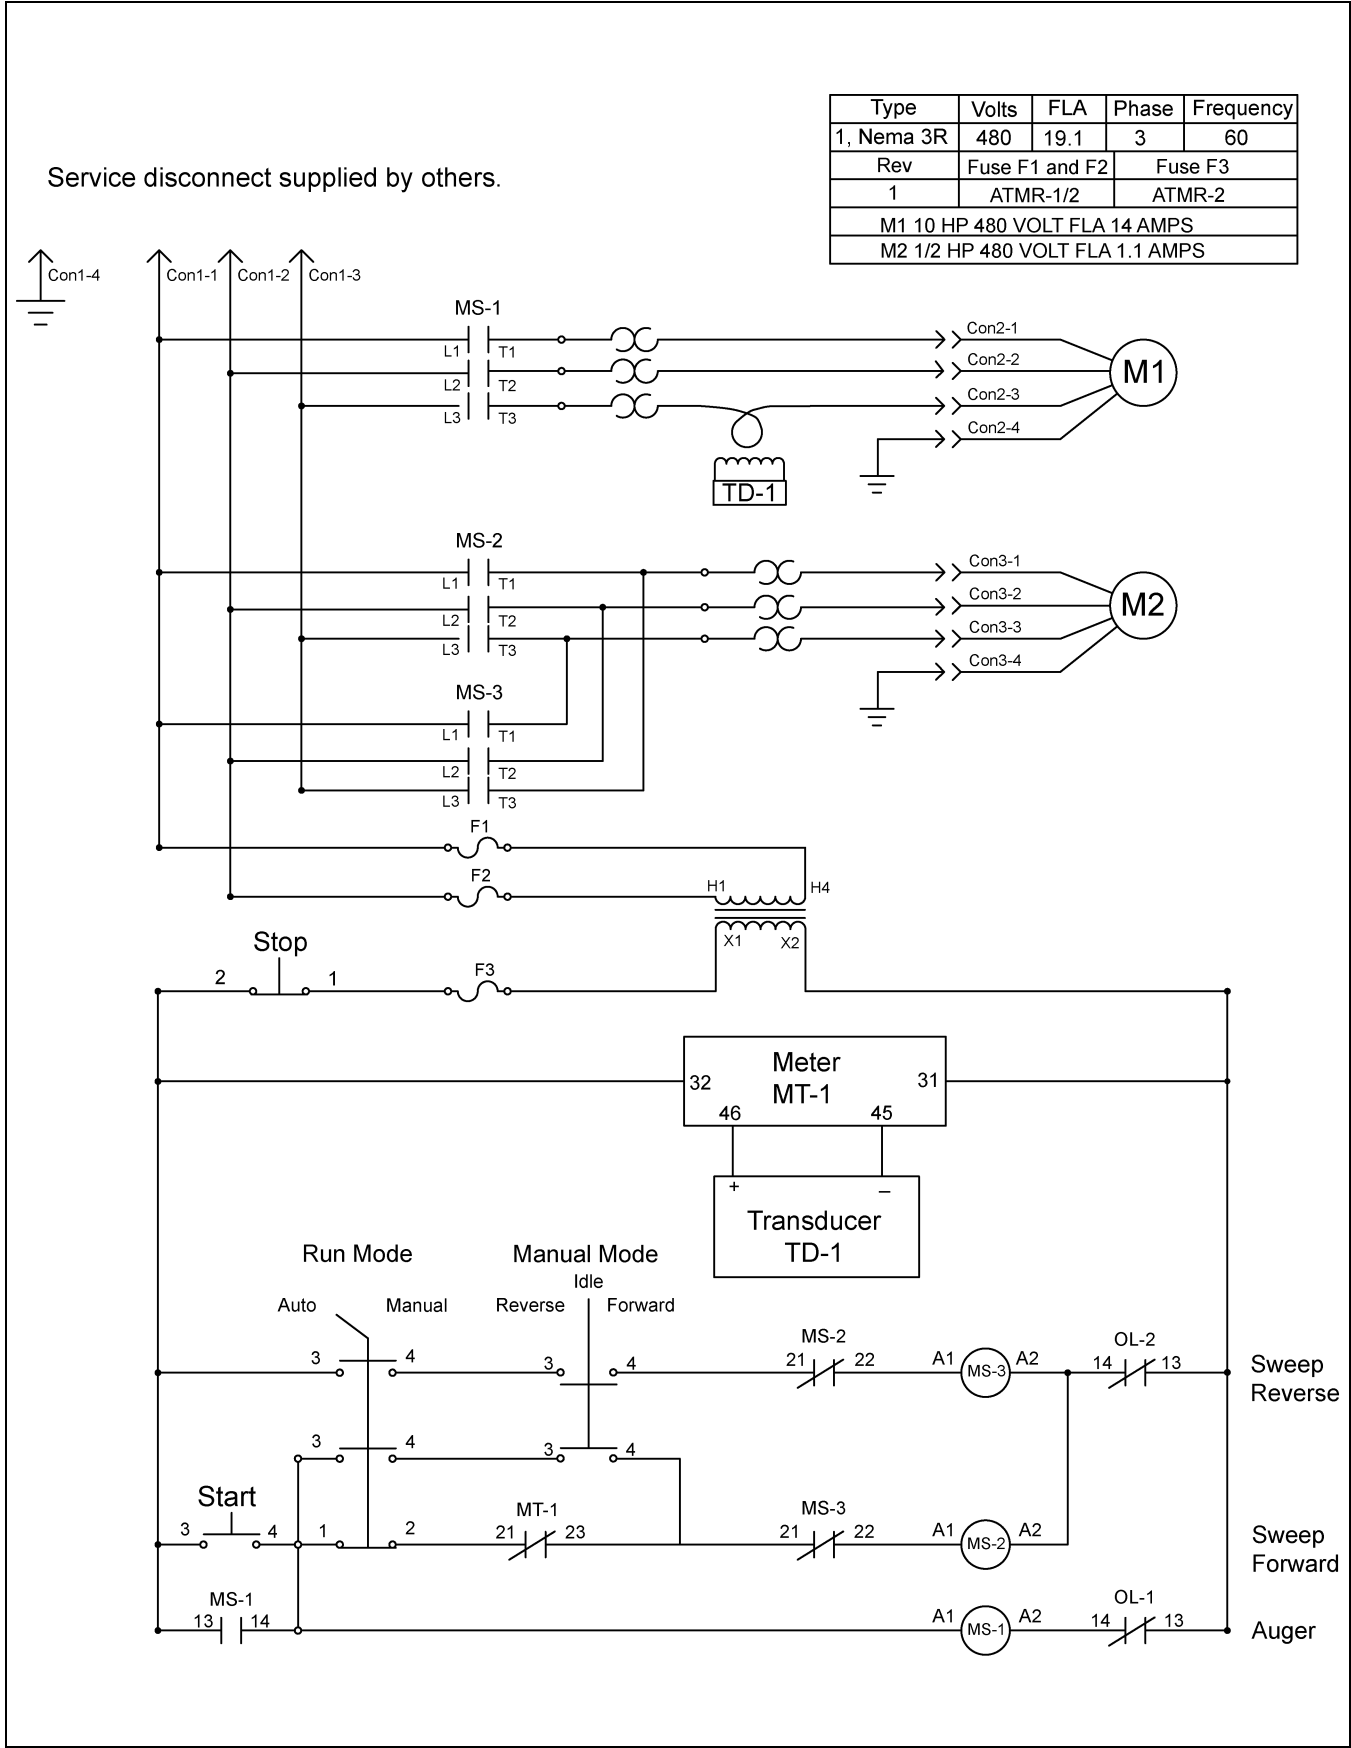 Type Volts FLA Phase Frequency
1, Nema 3R 480 19.1 3 60
Rev Fuse F1 and F2 Fuse F3
1 ATMR-1/2 ATMR-2
M1 10 HP 480 VOLT FLA 14 AMPS
M2 1/2 HP 480 VOLT FLA 1.1 AMPS
Service disconnect supplied by others.
Con1-4 Con1-1 Con1-2 Con1-3
MS-1
L1 T1 Con2-1
L2 T2 Con2-2
L3 T3 Con2-3
Con2-4
M1
TD-1
MS-2
L1 T1 Con3-1
L2 T2 Con3-2
L3 T3 Con3-3
Con3-4
M2
MS-3
L1 T1
L2 T2
L3 T3
F1
F2
H1 H4
X1 X2
Stop
2 1 F3
Meter
MT-1
32 31
46 45
+ –
Transducer
TD-1
Run Mode Manual Mode
Idle
Auto Manual Reverse Forward
3 4 3 4 MS-2 21 22 A1 MS-3 A2 OL-2 14 13
Sweep
Reverse
3 4 3 4
Start
3 4 1 2 MT-1 21 23 MS-3 21 22 A1 MS-2 A2
Sweep
Forward
MS-1
13 14 A1 MS-1 A2 OL-1 14 13
Auger